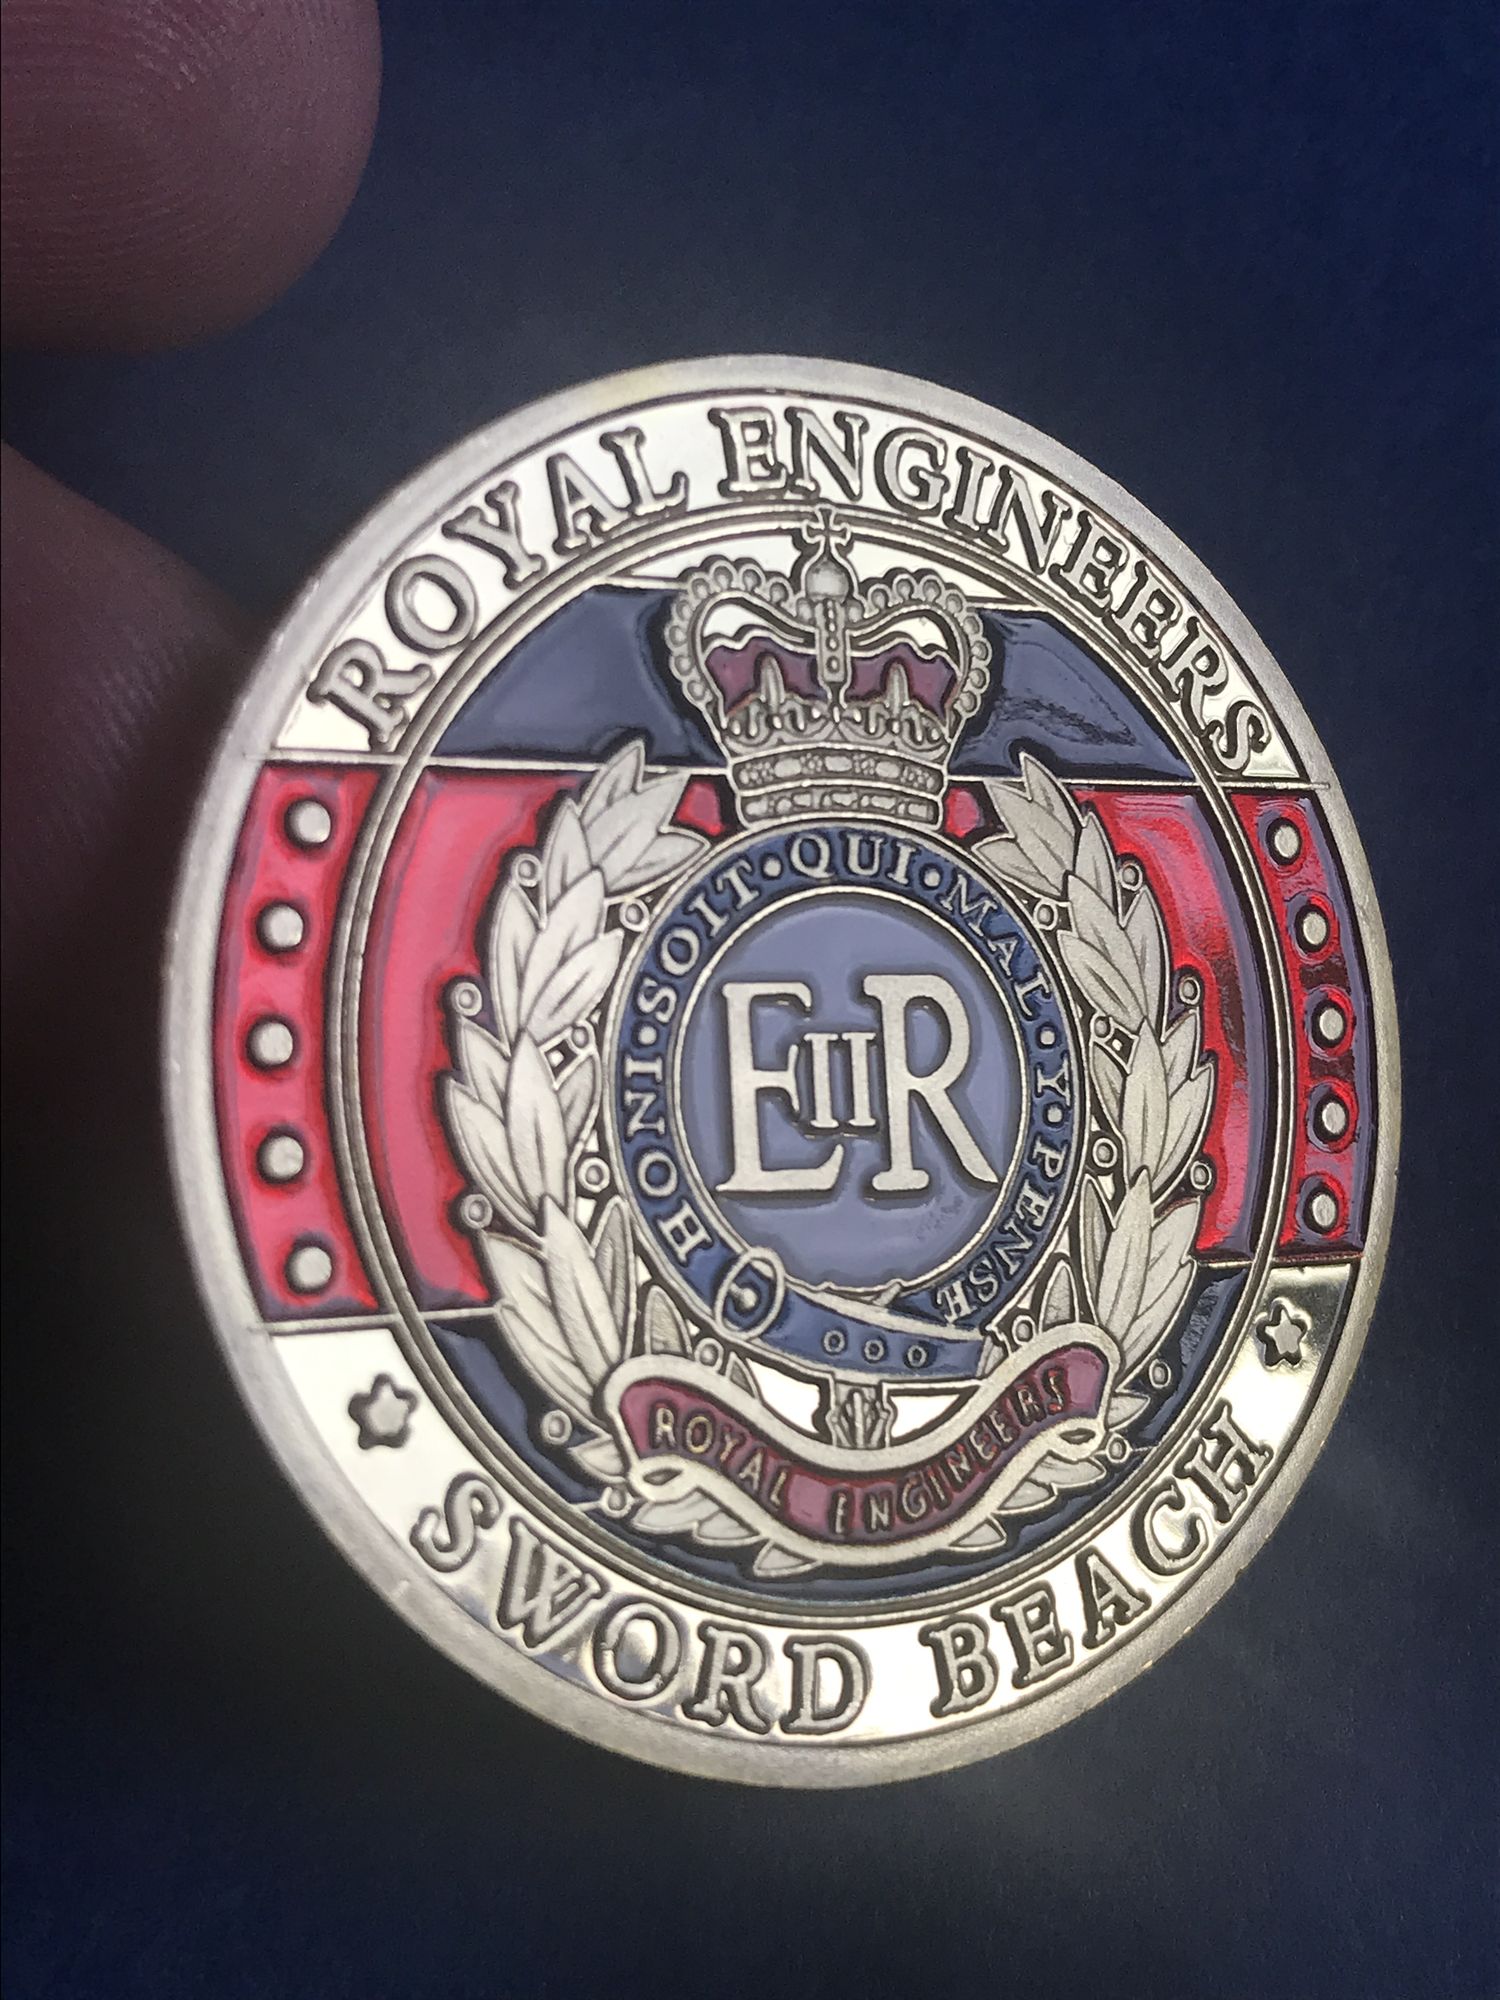 ROYAL ENGINEERS
HONI·SOIT·QUI·MAL·Y·PENSE
EIIR
ROYAL ENGINEERS
SWORD BEACH